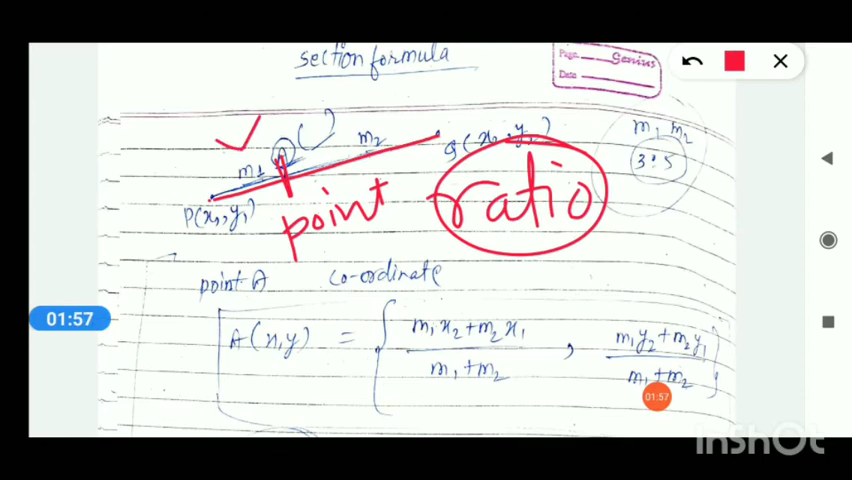 section formula
Page. Genius
Date
m₁ m₂
3:5
A ( )
m1
m₂
Q(x₂, y₂)
P(x₁, y₁)
point
ratio
point A co-ordinate
A(x,y) = { m₁x₂+m₂x₁ / m₁+m₂ , m₁y₂+m₂y₁ / m₁+m₂ }
01:57
01:57
InShOt